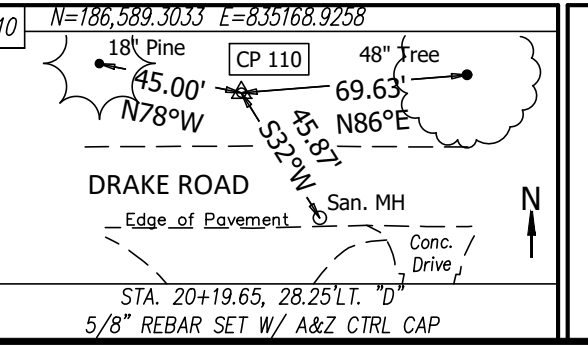 10
N=186,589.3033 E=835168.9258
18" Pine
CP 110
48" Tree
45.00'
N78°W
69.63'
N86°E
45.87'
S32°W
DRAKE ROAD
San. MH
N
Edge of Pavement
Conc.
Drive
STA. 20+19.65, 28.25'LT. "D"
5/8" REBAR SET W/ A&Z CTRL CAP